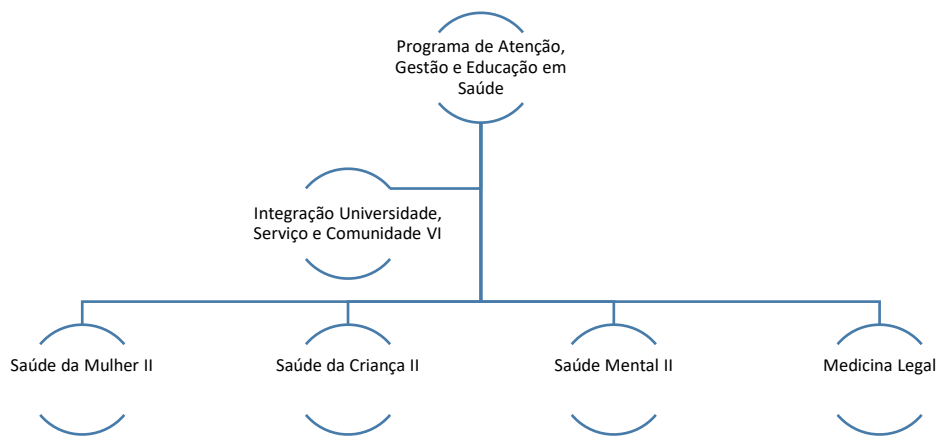 Programa de Atenção,
Gestão e Educação em
Saúde
Integração Universidade,
Serviço e Comunidade VI
Saúde da Mulher II
Saúde da Criança II
Saúde Mental II
Medicina Legal